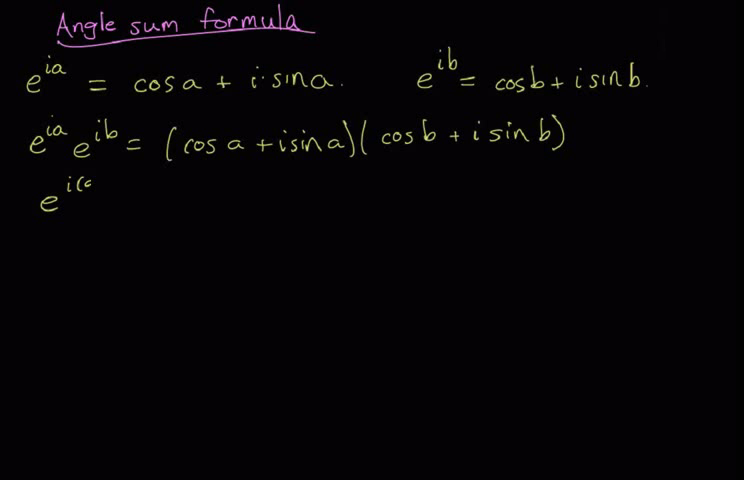 Angle sum formula
e^{ia} = cos a + i·sin a.    e^{ib} = cos b + i sin b.
e^{ia} e^{ib} = (cos a + i sin a)(cos b + i sin b)
e^{i(